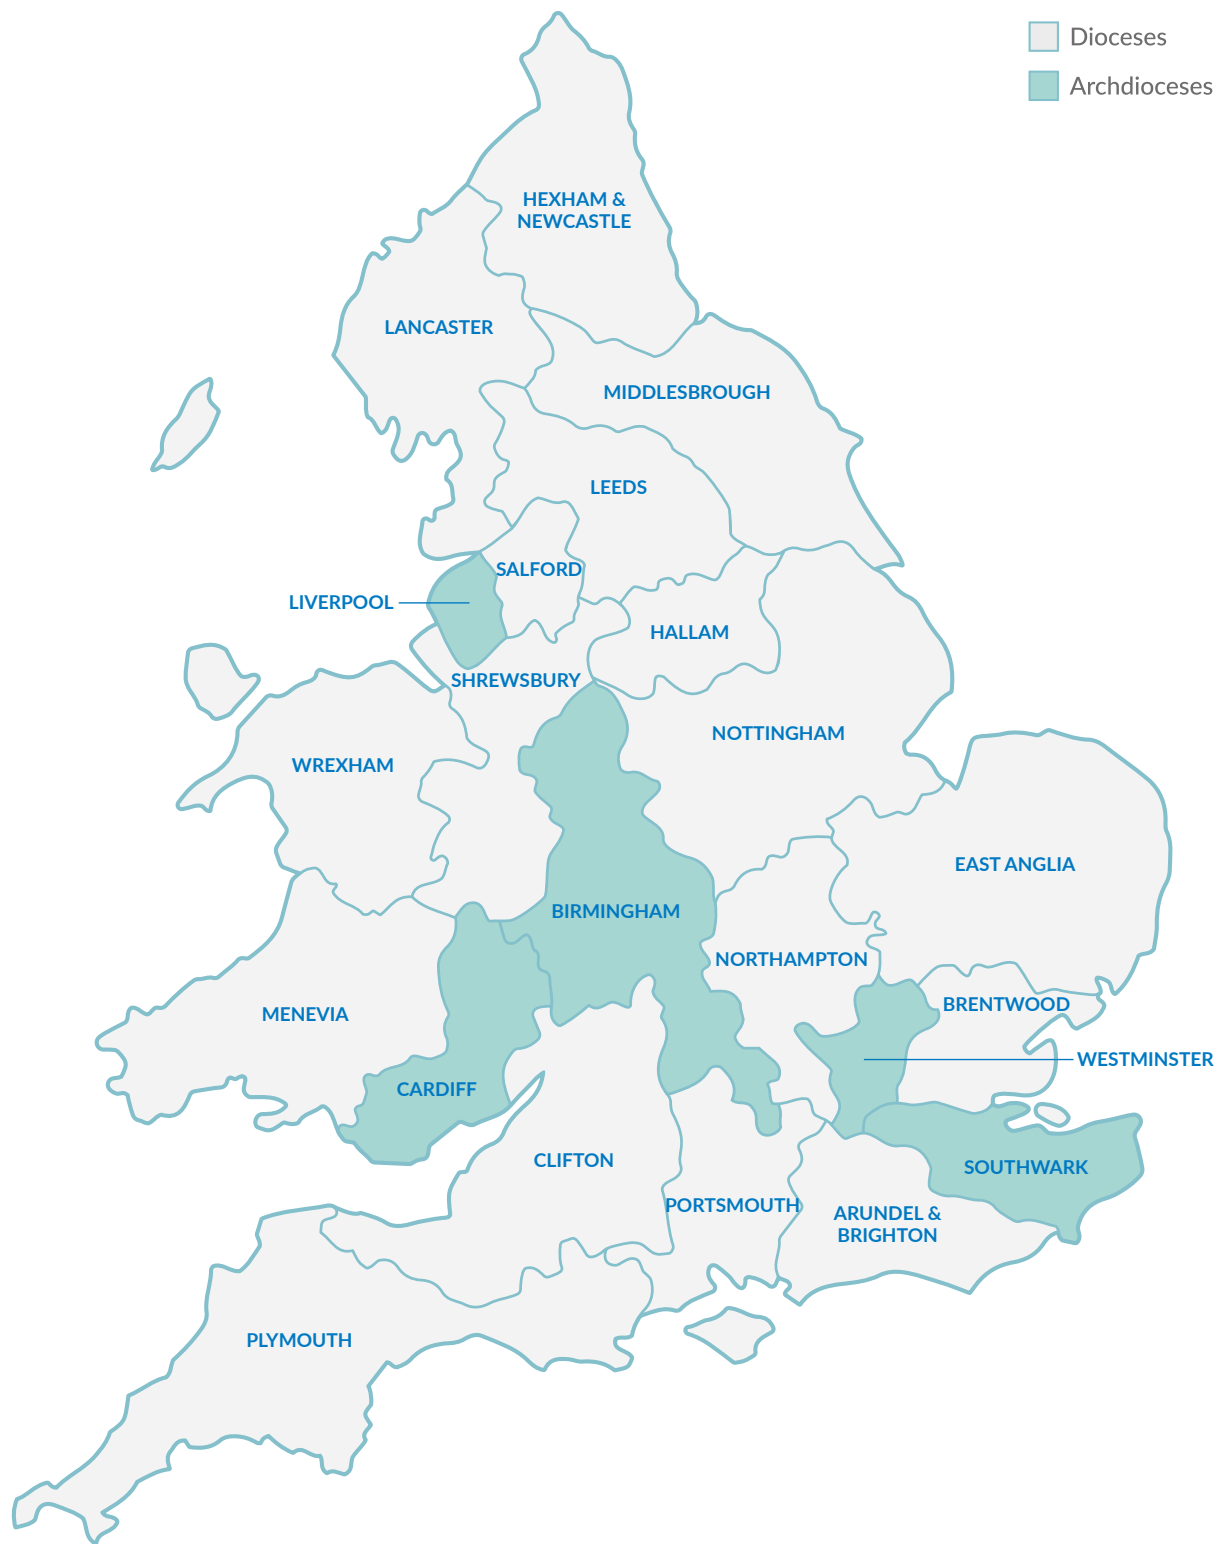 Dioceses
Archdioceses
HEXHAM &
NEWCASTLE
LANCASTER
MIDDLESBROUGH
LEEDS
SALFORD
LIVERPOOL
HALLAM
SHREWSBURY
NOTTINGHAM
WREXHAM
EAST ANGLIA
BIRMINGHAM
NORTHAMPTON
BRENTWOOD
MENEVIA
WESTMINSTER
CARDIFF
CLIFTON
SOUTHWARK
PORTSMOUTH
ARUNDEL &
BRIGHTON
PLYMOUTH